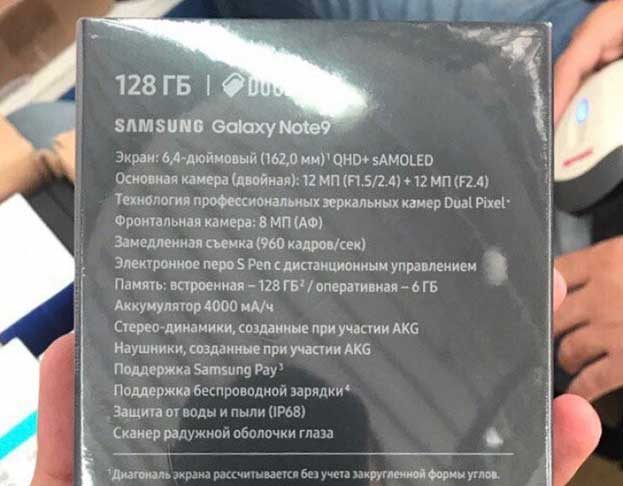 128 ГБ |
SAMSUNG Galaxy Note9
Экран: 6,4-дюймовый (162,0 мм)¹ QHD+ sAMOLED
Основная камера (двойная): 12 МП (F1.5/2.4) + 12 МП (F2.4)
Технология профессиональных зеркальных камер Dual Pixel
Фронтальная камера: 8 МП (АФ)
Замедленная съемка (960 кадров/сек)
Электронное перо S Pen с дистанционным управлением
Память: встроенная – 128 ГБ² / оперативная – 6 ГБ
Аккумулятор 4000 мА/ч
Стерео-динамики, созданные при участии AKG
Наушники, созданные при участии AKG
Поддержка Samsung Pay³
Поддержка беспроводной зарядки⁴
Защита от воды и пыли (IP68)
Сканер радужной оболочки глаза
¹Диагональ экрана рассчитывается без учета закругленной формы углов.